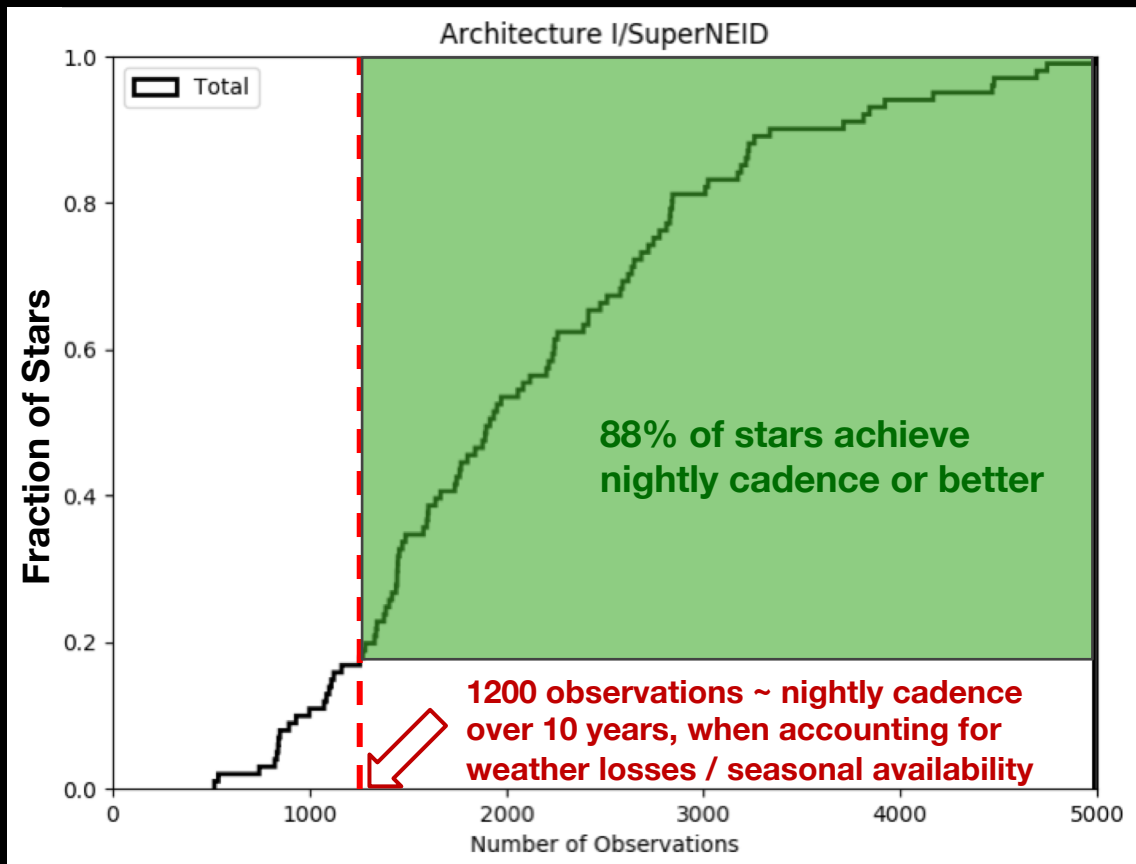 Architecture I/SuperNEID
Total
Fraction of Stars
1.0
0.8
0.6
0.4
0.2
0.0
88% of stars achieve
nightly cadence or better
1200 observations ~ nightly cadence
over 10 years, when accounting for
weather losses / seasonal availability
0 1000 2000 3000 4000 5000
Number of Observations